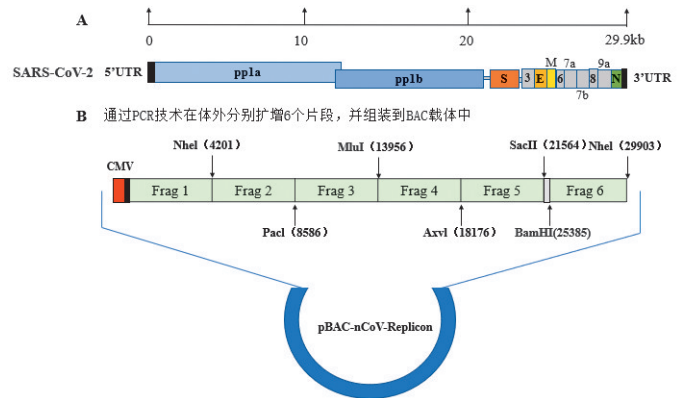 A
0 10 20 29.9kb
M 7a 9a
SARS-CoV-2 5'UTR pp1a pp1b S 3 E 6 8 N 3'UTR
7b
B 通过PCR技术在体外分别扩增6个片段，并组装到BAC载体中
NheI（4201） MluI（13956） SacII（21564） NheI（29903）
CMV
Frag 1 Frag 2 Frag 3 Frag 4 Frag 5 Frag 6
PacI（8586） AxvI（18176） BamHI(25385)
pBAC-nCoV-Replicon